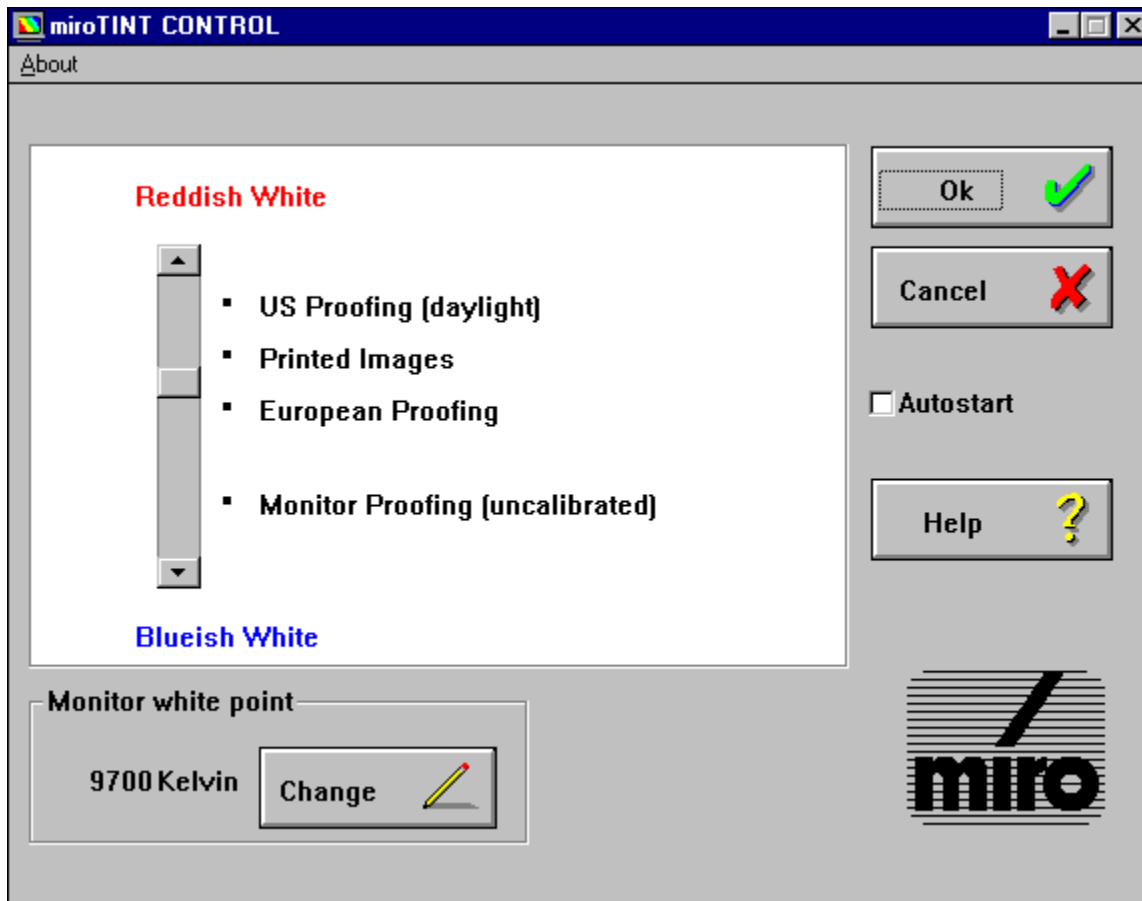 miroTINT CONTROL
About
Reddish White
US Proofing (daylight)
Printed Images
European Proofing
Monitor Proofing (uncalibrated)
Blueish White
Ok
Cancel
Autostart
Help
Monitor white point
9700 Kelvin
Change
miro